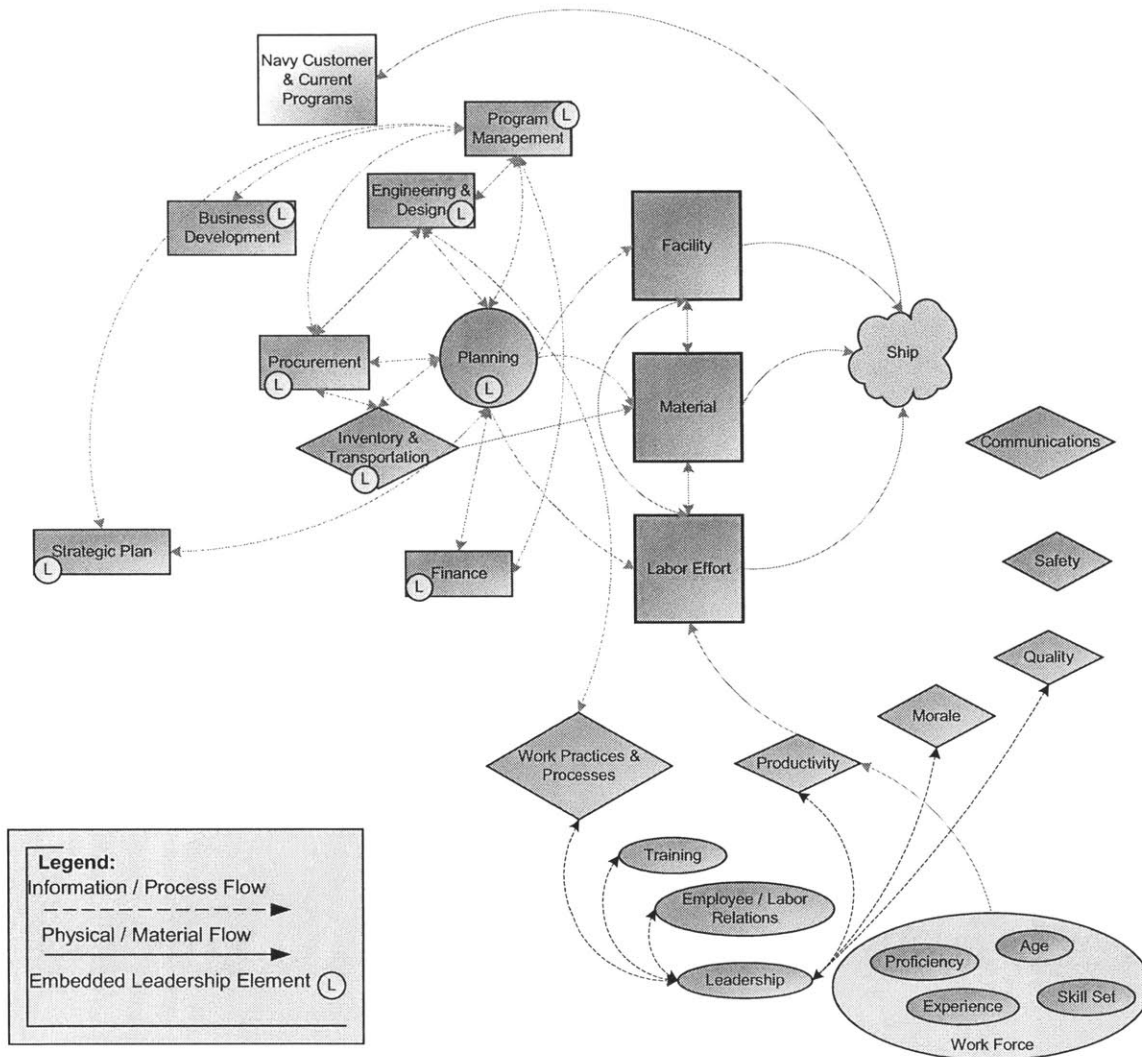 Navy Customer
& Current
Programs
Program
Management
L
Engineering &
Design
L
Business
Development
L
Facility
Procurement
L
Planning
L
Ship
Material
Inventory &
Transportation
L
Communications
Strategic Plan
L
Finance
L
Labor Effort
Safety
Quality
Morale
Work Practices &
Processes
Productivity
Training
Employee / Labor
Relations
Leadership
Age
Proficiency
Experience
Skill Set
Work Force
Legend:
Information / Process Flow
Physical / Material Flow
Embedded Leadership Element L